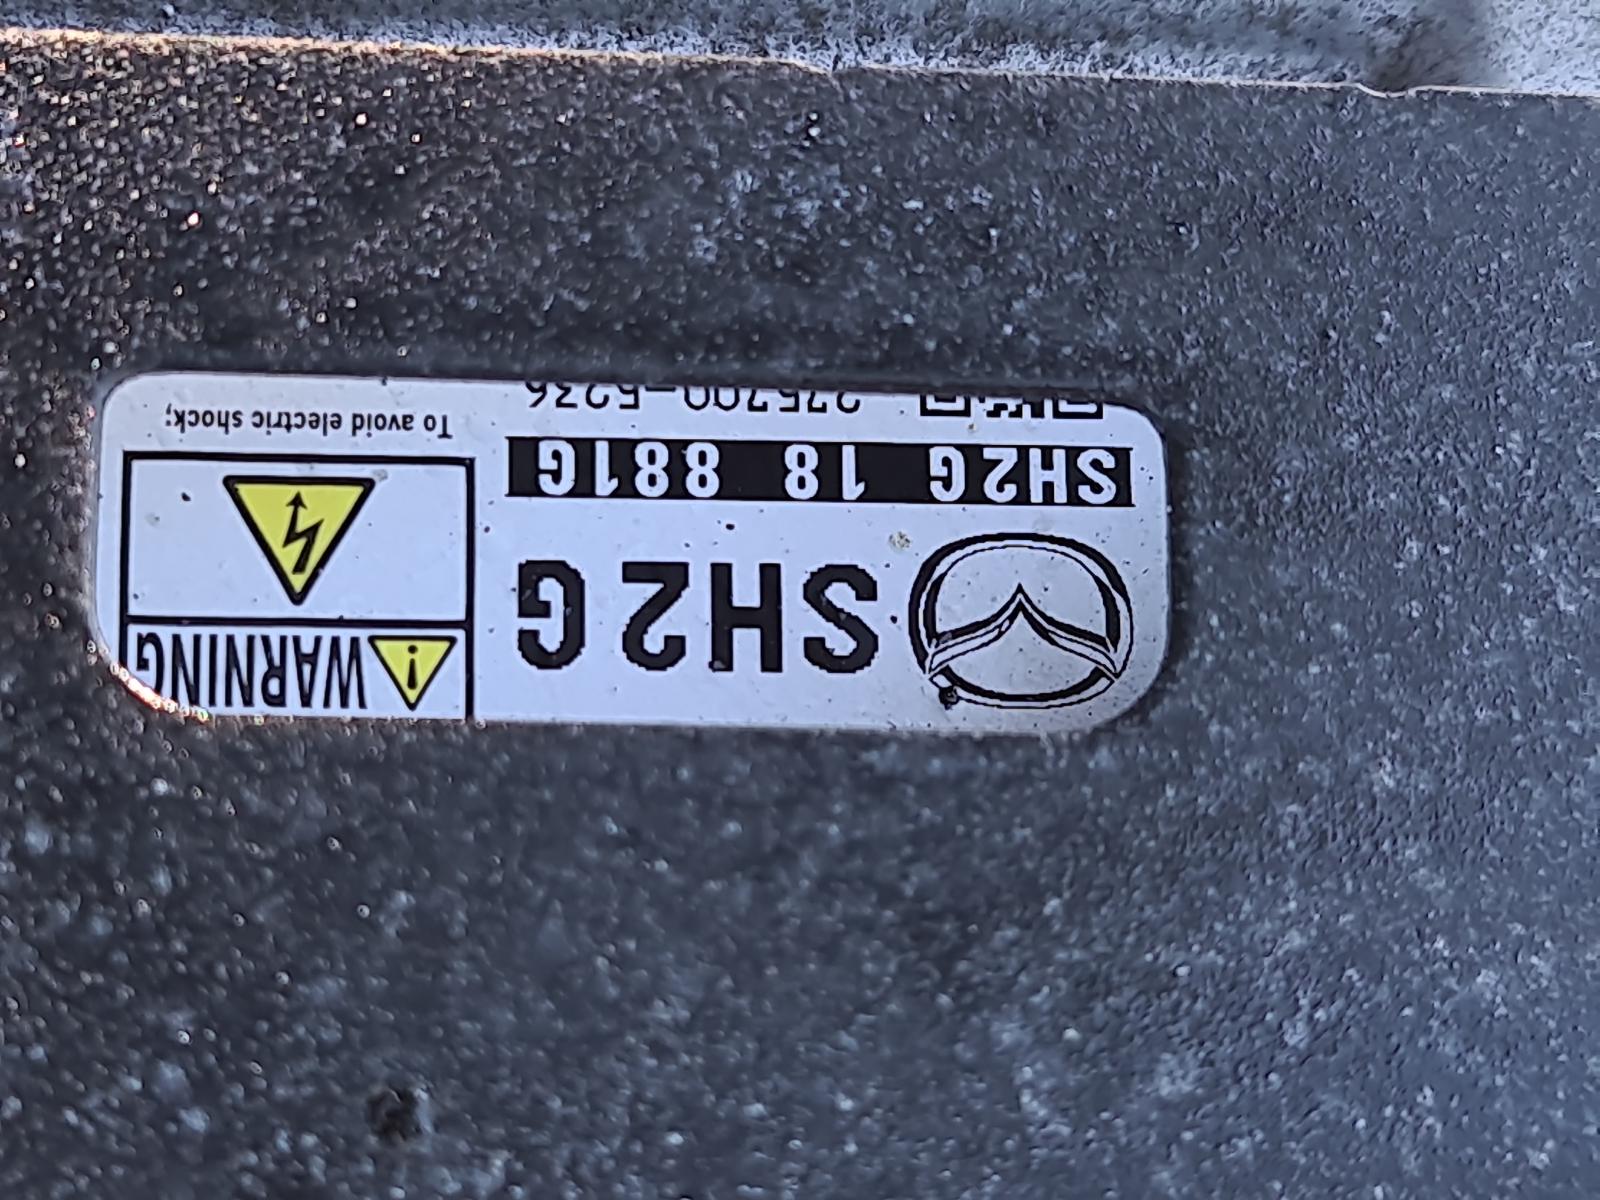 SH2G
SH2G 18 881G
275700-5236
WARNING
To avoid electric shock;